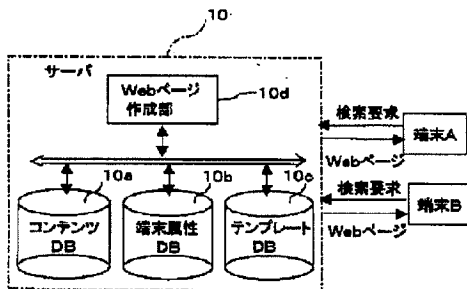 10
サーバ
Webページ
作成部
10d
検索要求
端末A
Webページ
10a
10b
10c
検索要求
コンテンツ
DB
端末属性
DB
テンプレート
DB
端末B
Webページ